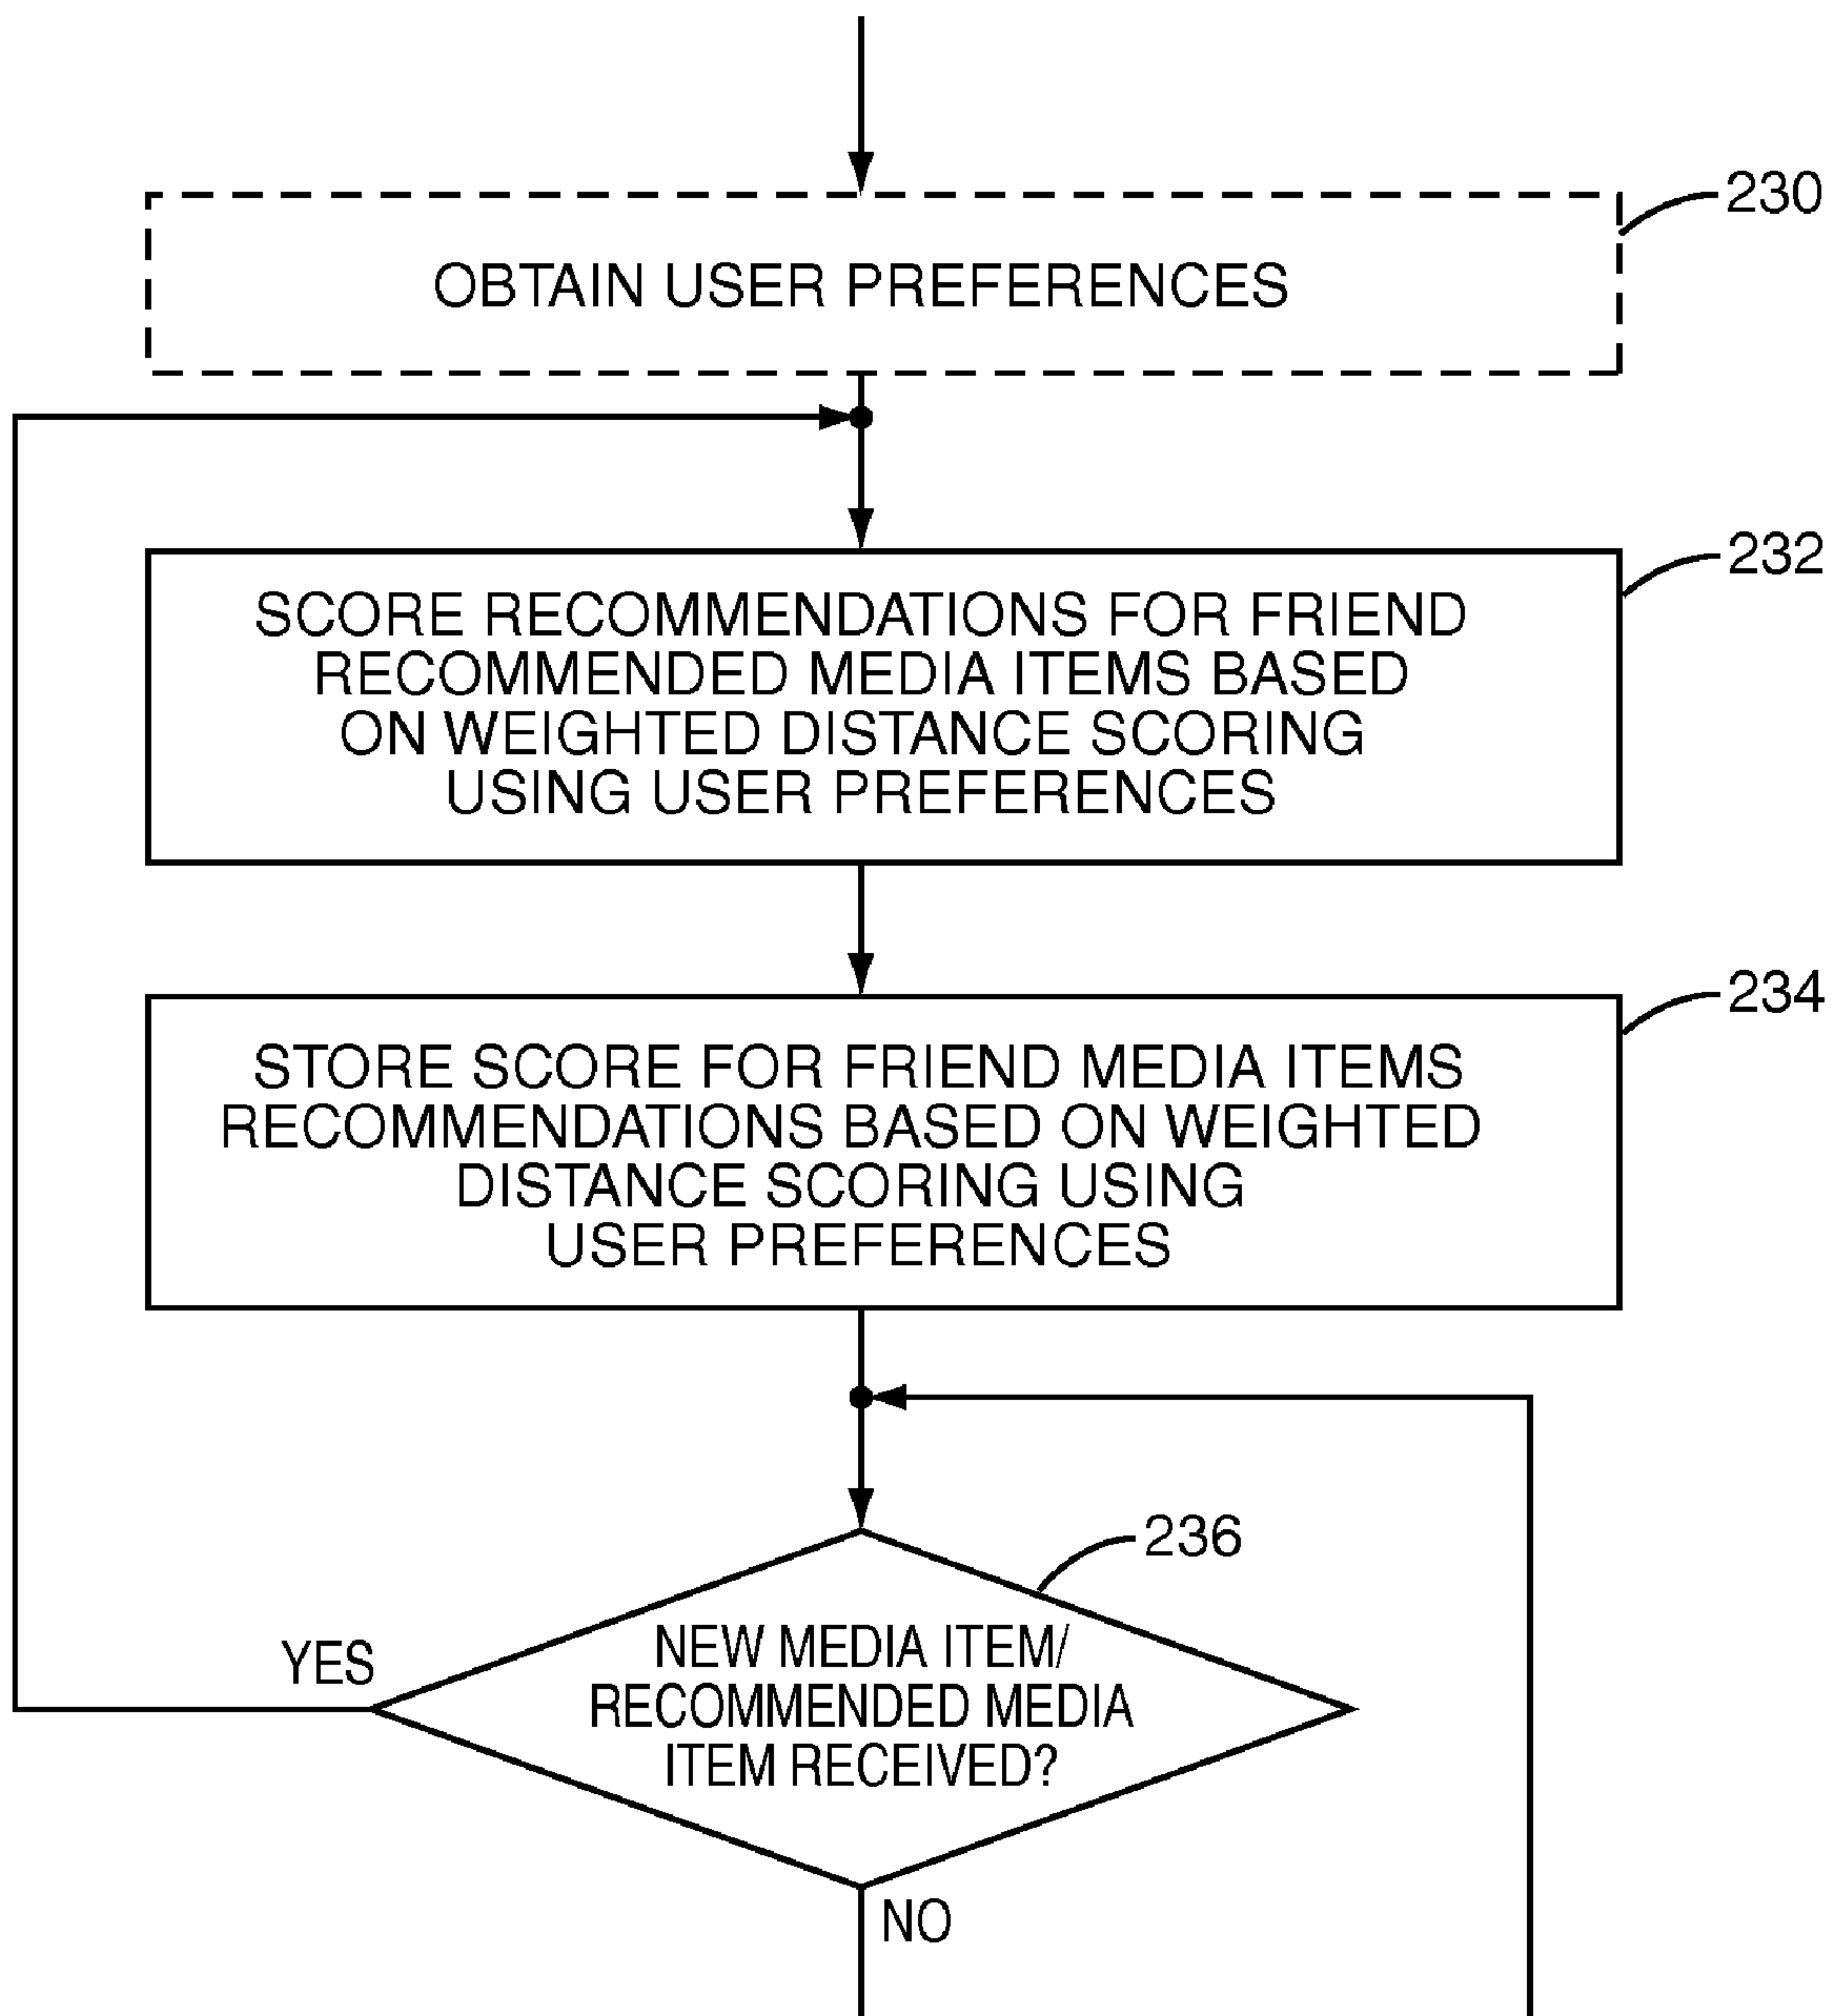 230
OBTAIN USER PREFERENCES
232
SCORE RECOMMENDATIONS FOR FRIEND
RECOMMENDED MEDIA ITEMS BASED
ON WEIGHTED DISTANCE SCORING
USING USER PREFERENCES
234
STORE SCORE FOR FRIEND MEDIA ITEMS
RECOMMENDATIONS BASED ON WEIGHTED
DISTANCE SCORING USING
USER PREFERENCES
236
NEW MEDIA ITEM/
RECOMMENDED MEDIA
ITEM RECEIVED?
YES
NO